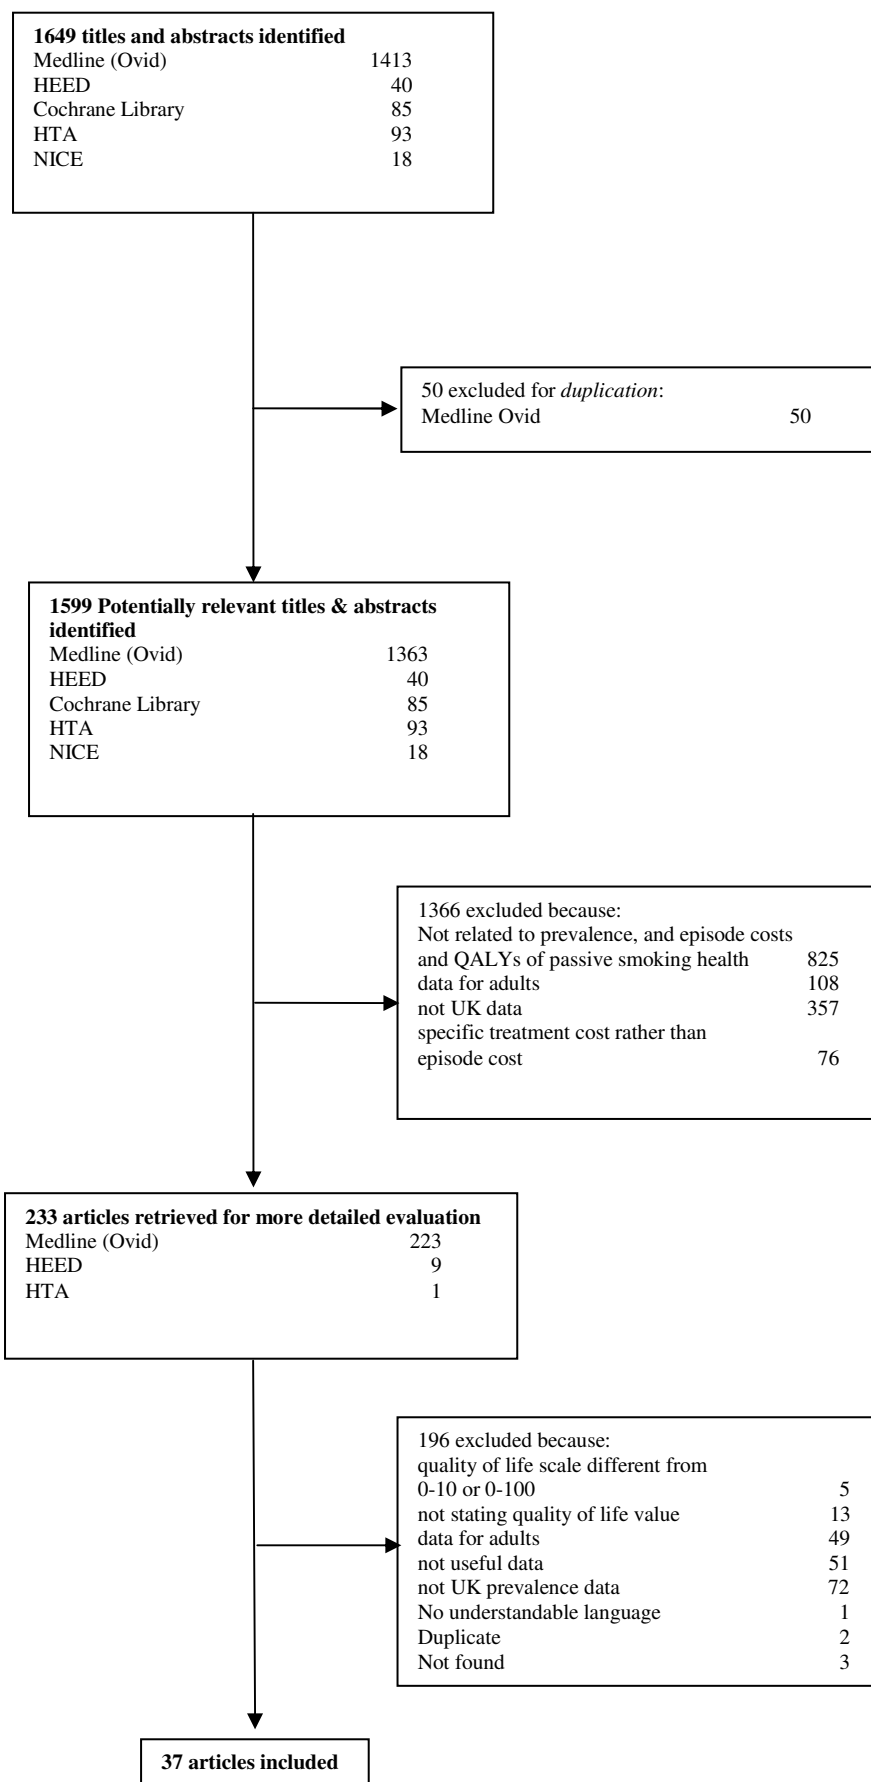 1649 titles and abstracts identified
Medline (Ovid) 1413
HEED 40
Cochrane Library 85
HTA 93
NICE 18
50 excluded for duplication:
Medline Ovid 50
1599 Potentially relevant titles & abstracts
identified
Medline (Ovid) 1363
HEED 40
Cochrane Library 85
HTA 93
NICE 18
1366 excluded because:
Not related to prevalence, and episode costs
and QALYs of passive smoking health 825
data for adults 108
not UK data 357
specific treatment cost rather than
episode cost 76
233 articles retrieved for more detailed evaluation
Medline (Ovid) 223
HEED 9
HTA 1
196 excluded because:
quality of life scale different from
0-10 or 0-100 5
not stating quality of life value 13
data for adults 49
not useful data 51
not UK prevalence data 72
No understandable language 1
Duplicate 2
Not found 3
37 articles included